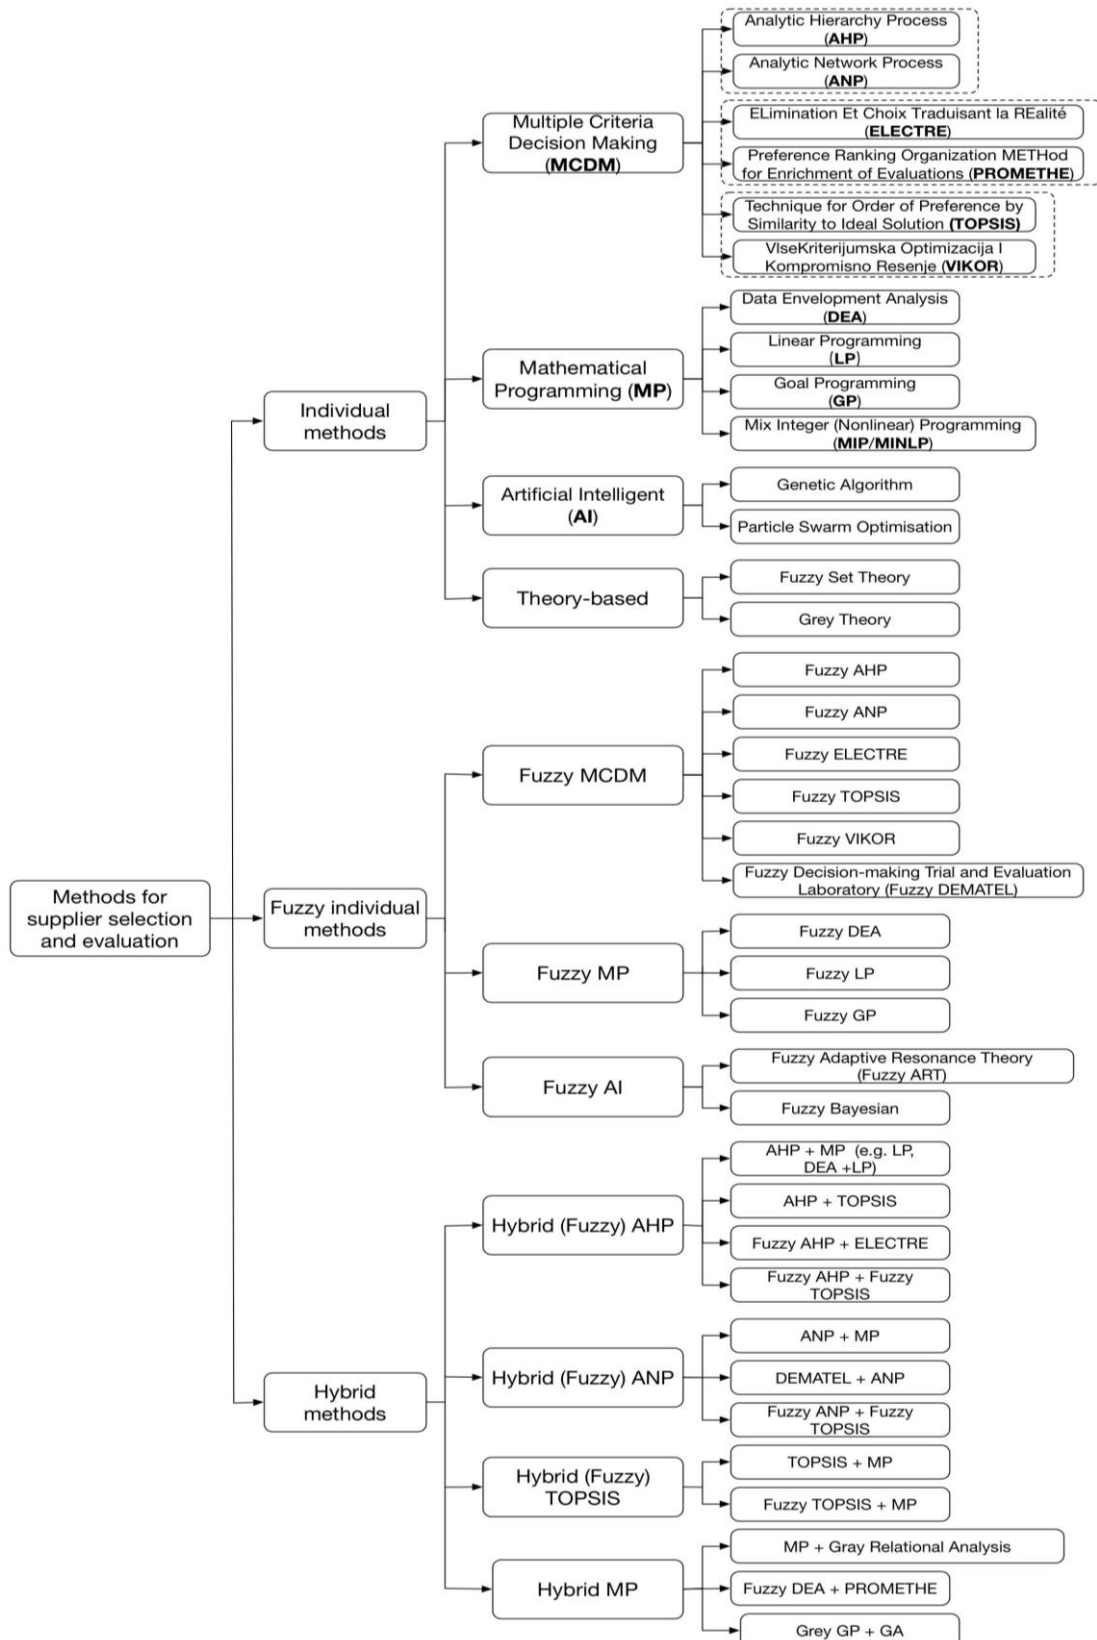 Analytic Hierarchy Process
(AHP)
Analytic Network Process
(ANP)
Multiple Criteria
Decision Making
(MCDM)
ELimination Et Choix Traduisant la REalité
(ELECTRE)
Preference Ranking Organization METHod
for Enrichment of Evaluations (PROMETHE)
Technique for Order of Preference by
Similarity to Ideal Solution (TOPSIS)
VlseKriterijumska Optimizacija I
Kompromisno Resenje (VIKOR)
Data Envelopment Analysis
(DEA)
Linear Programming
(LP)
Mathematical
Programming (MP)
Goal Programming
(GP)
Mix Integer (Nonlinear) Programming
(MIP/MINLP)
Individual
methods
Artificial Intelligent
(AI)
Genetic Algorithm
Particle Swarm Optimisation
Theory-based
Fuzzy Set Theory
Grey Theory
Fuzzy AHP
Fuzzy ANP
Fuzzy MCDM
Fuzzy ELECTRE
Fuzzy TOPSIS
Fuzzy VIKOR
Fuzzy Decision-making Trial and Evaluation
Laboratory (Fuzzy DEMATEL)
Methods for
supplier selection
and evaluation
Fuzzy individual
methods
Fuzzy DEA
Fuzzy MP
Fuzzy LP
Fuzzy GP
Fuzzy AI
Fuzzy Adaptive Resonance Theory
(Fuzzy ART)
Fuzzy Bayesian
AHP + MP (e.g. LP,
DEA +LP)
AHP + TOPSIS
Hybrid (Fuzzy) AHP
Fuzzy AHP + ELECTRE
Fuzzy AHP + Fuzzy
TOPSIS
ANP + MP
Hybrid (Fuzzy) ANP
DEMATEL + ANP
Fuzzy ANP + Fuzzy
TOPSIS
Hybrid
methods
Hybrid (Fuzzy)
TOPSIS
TOPSIS + MP
Fuzzy TOPSIS + MP
MP + Gray Relational Analysis
Hybrid MP
Fuzzy DEA + PROMETHE
Grey GP + GA